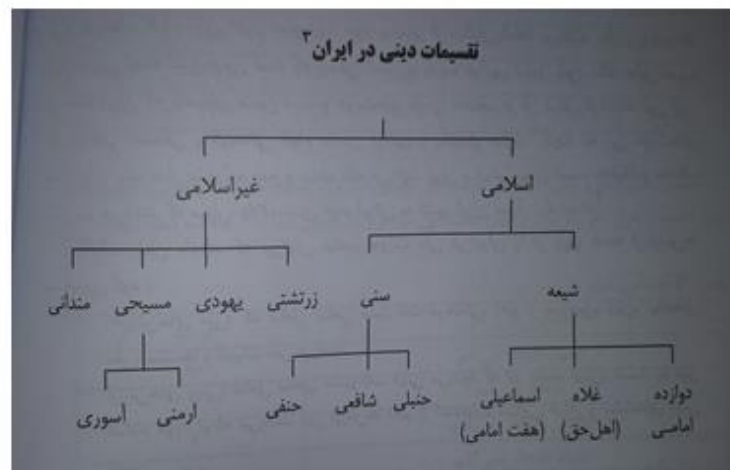 تقسیمات دینی در ایران۳
اسلامی غیراسلامی
شیعه سنی زرتشتی یهودی مسیحی مندائی
دوازده امامی غلاه (اهل‌حق) اسماعیلی (هفت امامی) حنبلی شافعی حنفی ارمنی آسوری